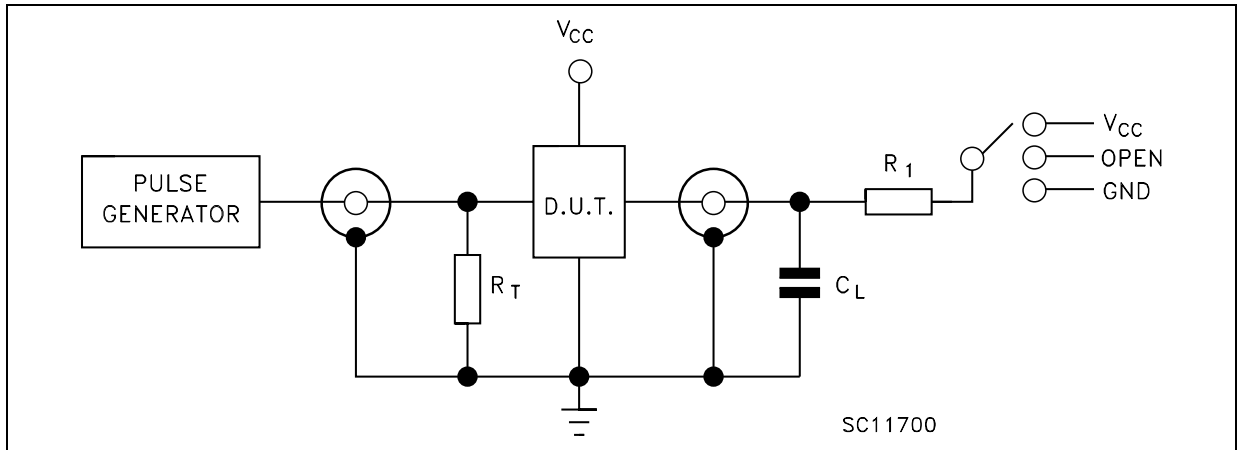 VCC
PULSE
GENERATOR
D.U.T.
RT
CL
R1
VCC
OPEN
GND
SC11700